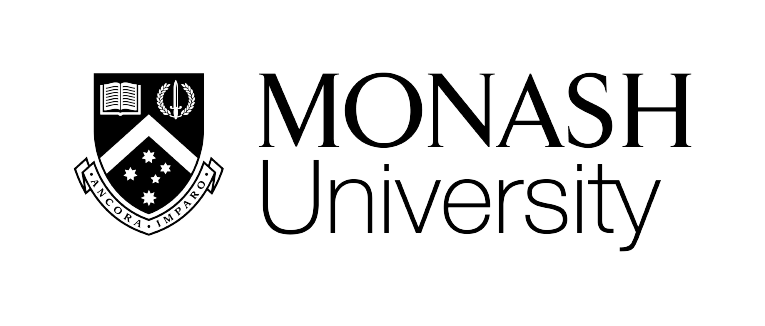 MONASH
University
· ANCORA · IMPARO ·